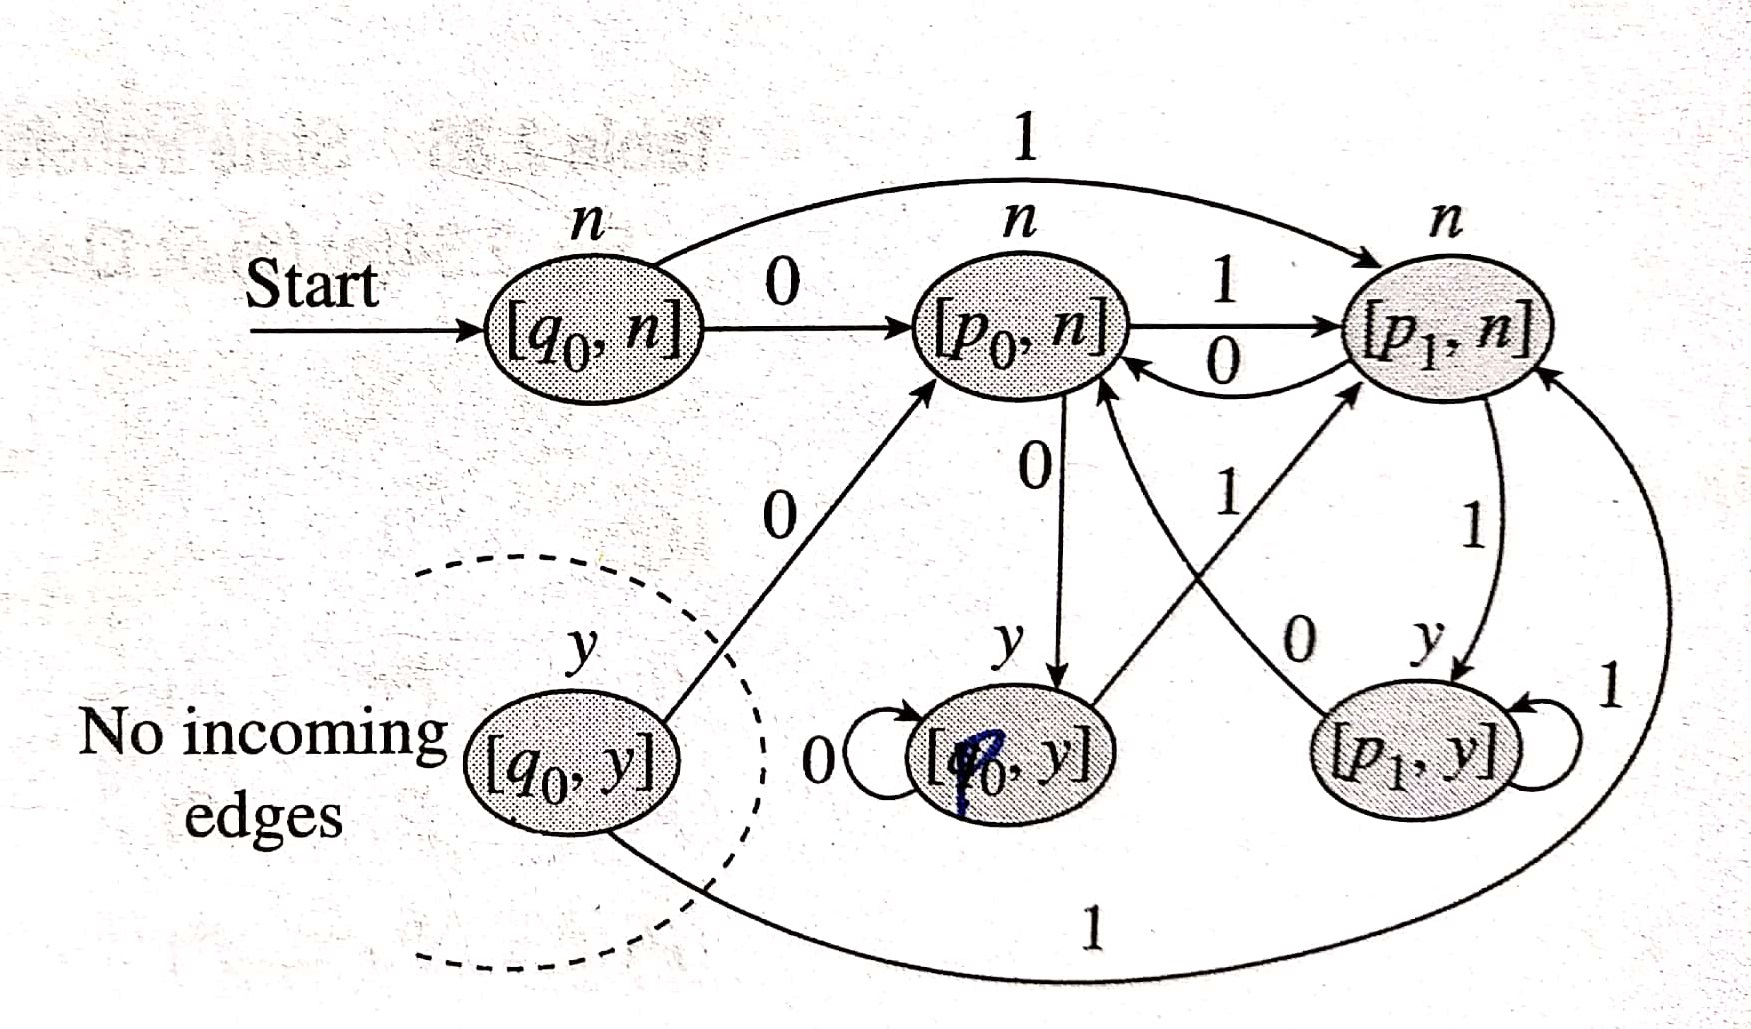 1
n n n
Start 0 1
[q₀, n] [p₀, n] [p₁, n]
0
0 0 1 1
y y 0 y 1
No incoming [q₀, y] 0 [p₀, y] [p₁, y]
edges
1